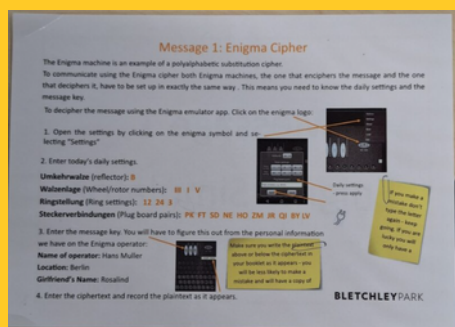 Message 1: Enigma Cipher
The Enigma machine is an example of a polyalphabetic substitution cipher.
To communicate using the Enigma cipher both Enigma machines, the one that enciphers the message and the one
that deciphers it, have to be set up in exactly the same way . This means you need to know the daily settings and the
message key.
To decipher the message using the Enigma emulator app. Click on the enigma logo:
1. Open the settings by clicking on the enigma symbol and se-
lecting "Settings"
2. Enter today's daily settings
Umkehrwalze (reflector): B
Walzenlage (Wheel/rotor numbers): III I V
Ringstellung (Ring settings): 12 24 3
Steckerverbindungen (Plug board pairs): PK FT SD NE HO ZM JR QI BY LV
Daily settings
- press apply
3. Enter the message key. You will have to figure this out from the personal information
we have on the Enigma operator:
Name of operator: Hans Muller
Location: Berlin
Girlfriend's Name: Rosalind
4. Enter the ciphertext and record the plaintext as it appears.
Make sure you write the plaintext
above or below the ciphertext in
your booklet as it appears - you
will be less likely to make a
mistake and will have a copy of
If you make a
mistake don't
type the letter
again - keep
going. If you are
lucky you will
only have a
BLETCHLEYPARK